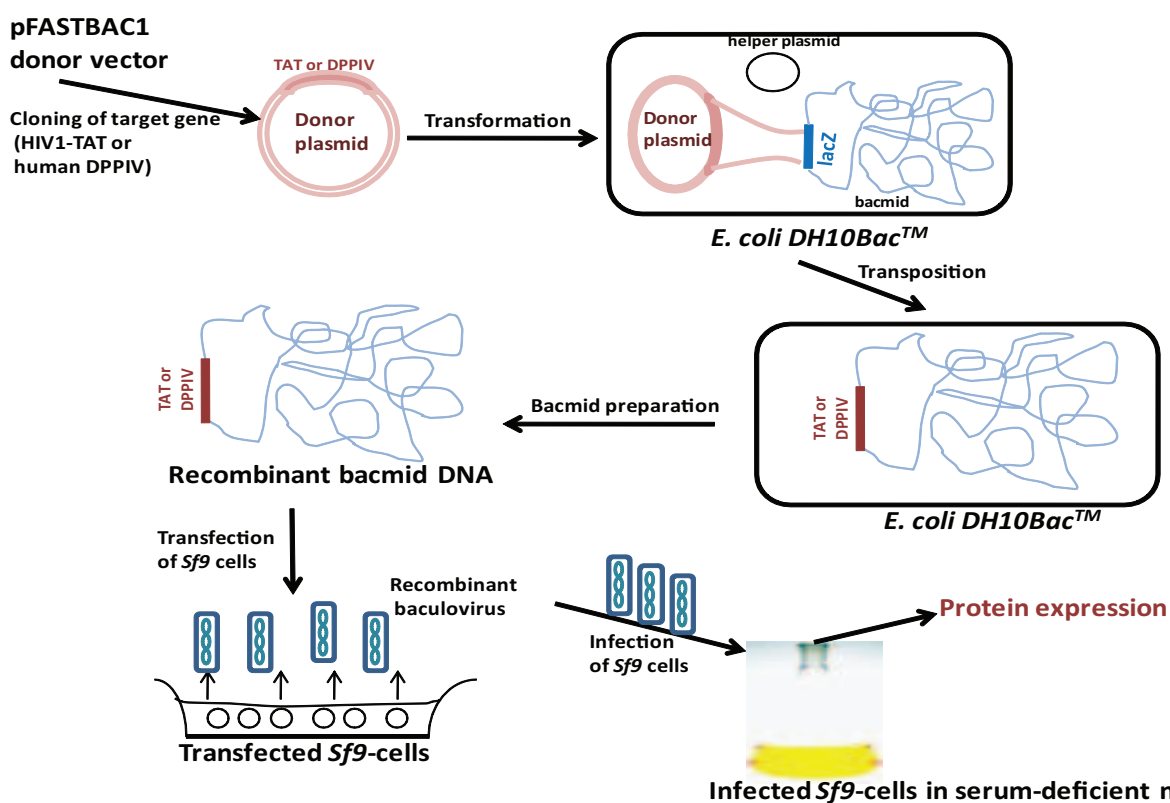 pFASTBAC1
donor vector
Cloning of target gene
(HIV1-TAT or
human DPPIV)
TAT or DPPIV
Donor
plasmid
Transformation
helper plasmid
Donor
plasmid
lacZ
bacmid
E. coli DH10Bac™
Transposition
TAT or
DPPIV
E. coli DH10Bac™
Bacmid preparation
TAT or
DPPIV
Recombinant bacmid DNA
Transfection
of Sf9 cells
Recombinant
baculovirus
Transfected Sf9-cells
Infection
of Sf9 cells
Protein expression
Infected Sf9-cells in serum-deficient